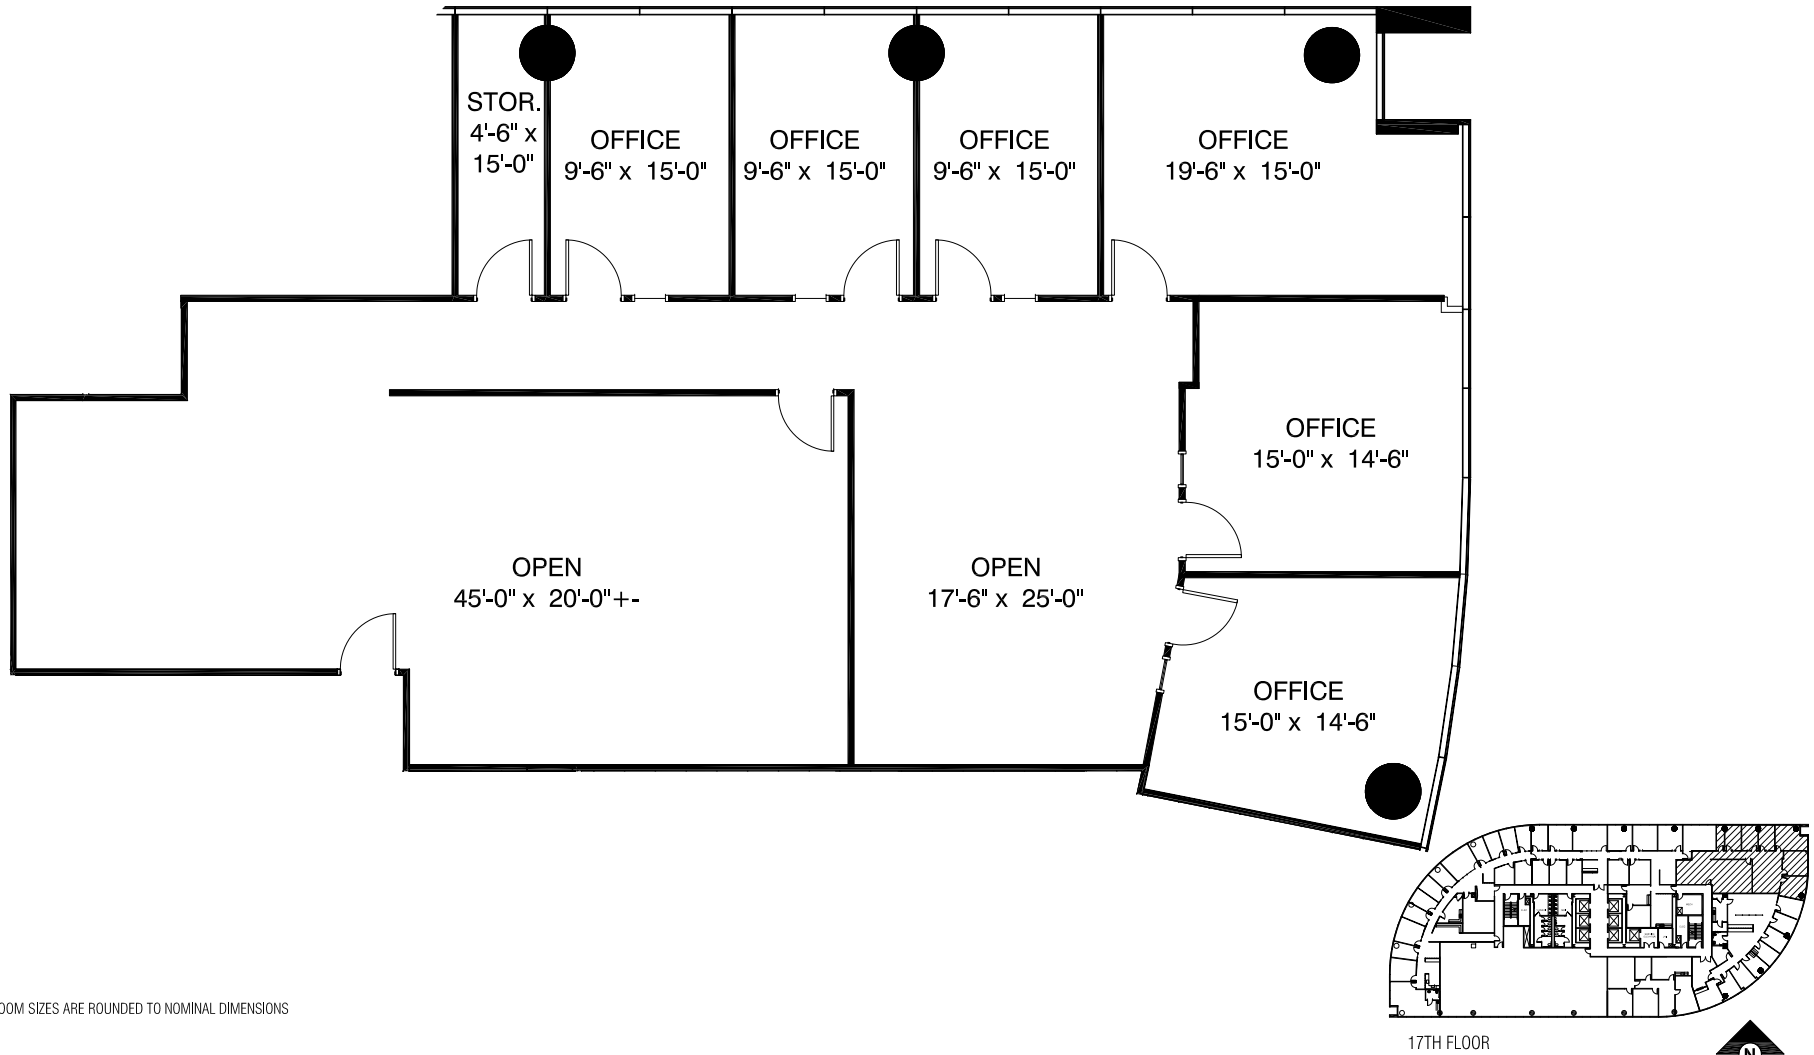 STOR.
4'-6" x
15'-0"
OFFICE
9'-6" x 15'-0"
OFFICE
9'-6" x 15'-0"
OFFICE
9'-6" x 15'-0"
OFFICE
19'-6" x 15'-0"
OFFICE
15'-0" x 14'-6"
OPEN
45'-0" x 20'-0"+-
OPEN
17'-6" x 25'-0"
OFFICE
15'-0" x 14'-6"
OOM SIZES ARE ROUNDED TO NOMINAL DIMENSIONS
17TH FLOOR
N